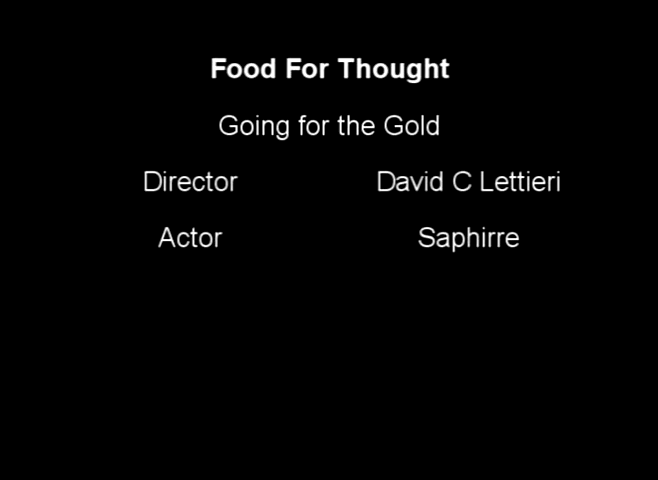 Food For Thought
Going for the Gold
Director David C Lettieri
Actor Saphirre